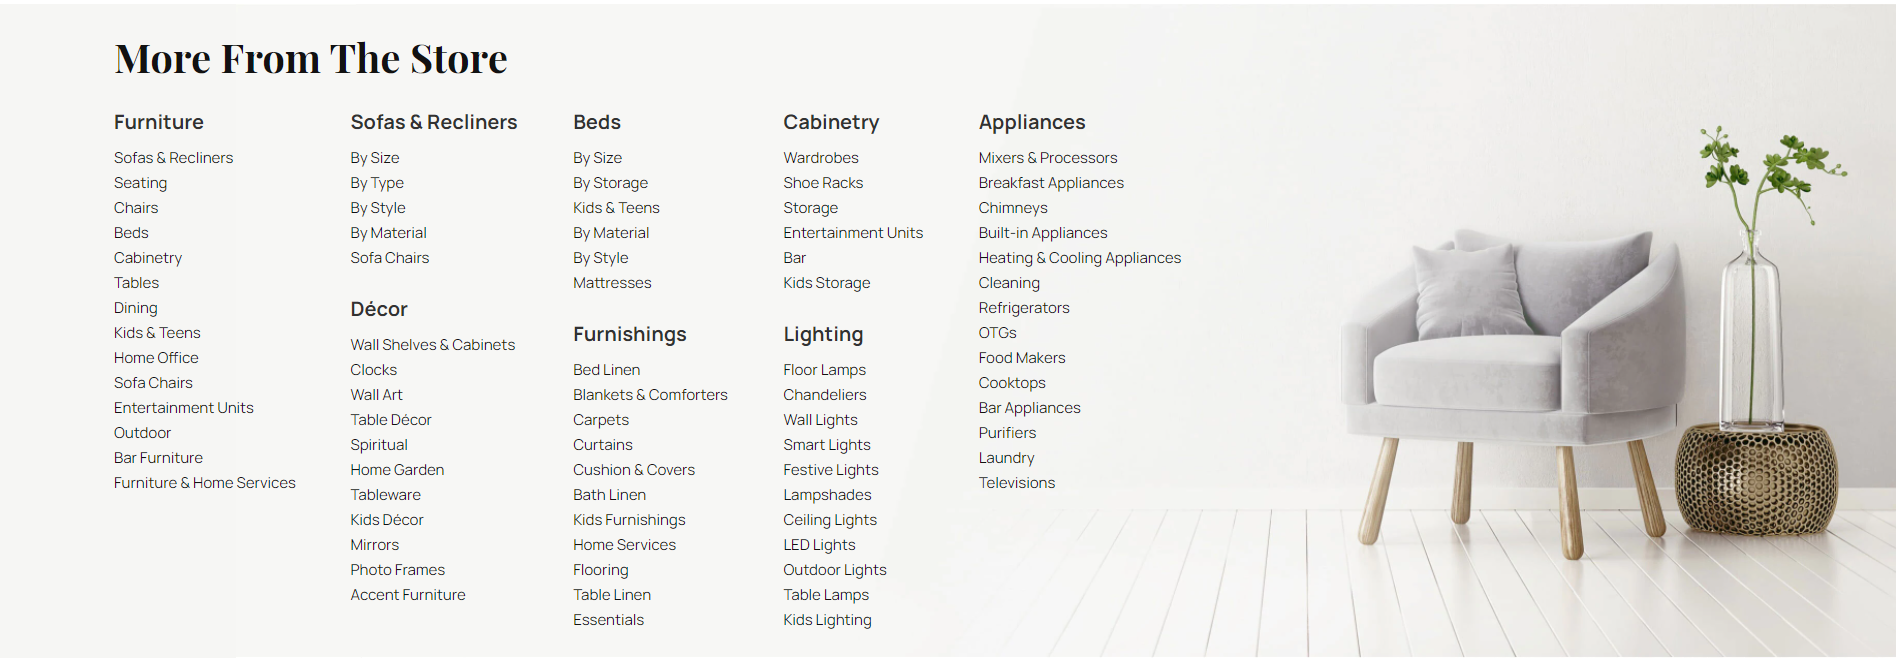 More From The Store
Furniture
Sofas & Recliners
Seating
Chairs
Beds
Cabinetry
Tables
Dining
Kids & Teens
Home Office
Sofa Chairs
Entertainment Units
Outdoor
Bar Furniture
Furniture & Home Services
Sofas & Recliners
By Size
By Type
By Style
By Material
Sofa Chairs
Décor
Wall Shelves & Cabinets
Clocks
Wall Art
Table Décor
Spiritual
Home Garden
Tableware
Kids Décor
Mirrors
Photo Frames
Accent Furniture
Beds
By Size
By Storage
Kids & Teens
By Material
By Style
Mattresses
Furnishings
Bed Linen
Blankets & Comforters
Carpets
Curtains
Cushion & Covers
Bath Linen
Kids Furnishings
Home Services
Flooring
Table Linen
Essentials
Cabinetry
Wardrobes
Shoe Racks
Storage
Entertainment Units
Bar
Kids Storage
Lighting
Floor Lamps
Chandeliers
Wall Lights
Smart Lights
Festive Lights
Lampshades
Ceiling Lights
LED Lights
Outdoor Lights
Table Lamps
Kids Lighting
Appliances
Mixers & Processors
Breakfast Appliances
Chimneys
Built-in Appliances
Heating & Cooling Appliances
Cleaning
Refrigerators
OTGs
Food Makers
Cooktops
Bar Appliances
Purifiers
Laundry
Televisions